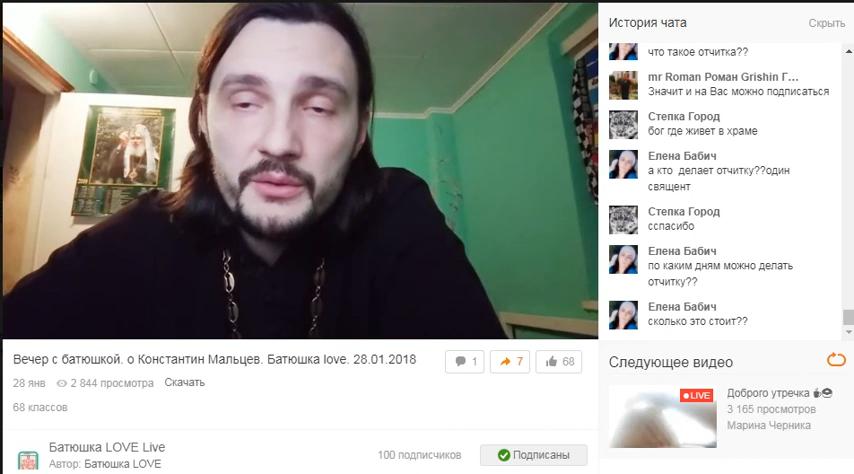 История чата
Скрыть
что такое отчитка??
mr Roman Роман Grishin Г…
Значит и на Вас можно подписаться
Степка Город
бог где живет в храме
Елена Бабич
а кто делает отчитку??один
священт
Степка Город
сспасибо
Елена Бабич
по каким дням можно делать
отчитку??
Елена Бабич
сколько это стоит??
Вечер с батюшкой. о Константин Мальцев. Батюшка love. 28.01.2018
1
7
68
28 янв
2 844 просмотра
Скачать
68 классов
Батюшка LOVE Live
Автор: Батюшка LOVE
100 подписчиков
Подписаны
Следующее видео
LIVE
Доброго утречка
3 165 просмотров
Марина Черника